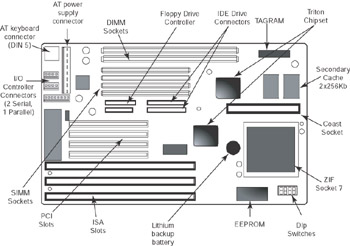 AT power
supply
connector
DIMM
Sockets
Floppy Drive
Controller
IDE Drive
Connectors
Triton
Chipset
TAGRAM
AT keyboard
connector
(DIN 5)
I/O
Controller
Connectors
(2 Serial,
1 Parallel)
Secondary
Cache
2x256Kb
Coast
Socket
ZIF
Socket 7
SIMM
Sockets
PCI
Slots
ISA
Slots
Lithium
backup
battery
EEPROM
Dip
Switches